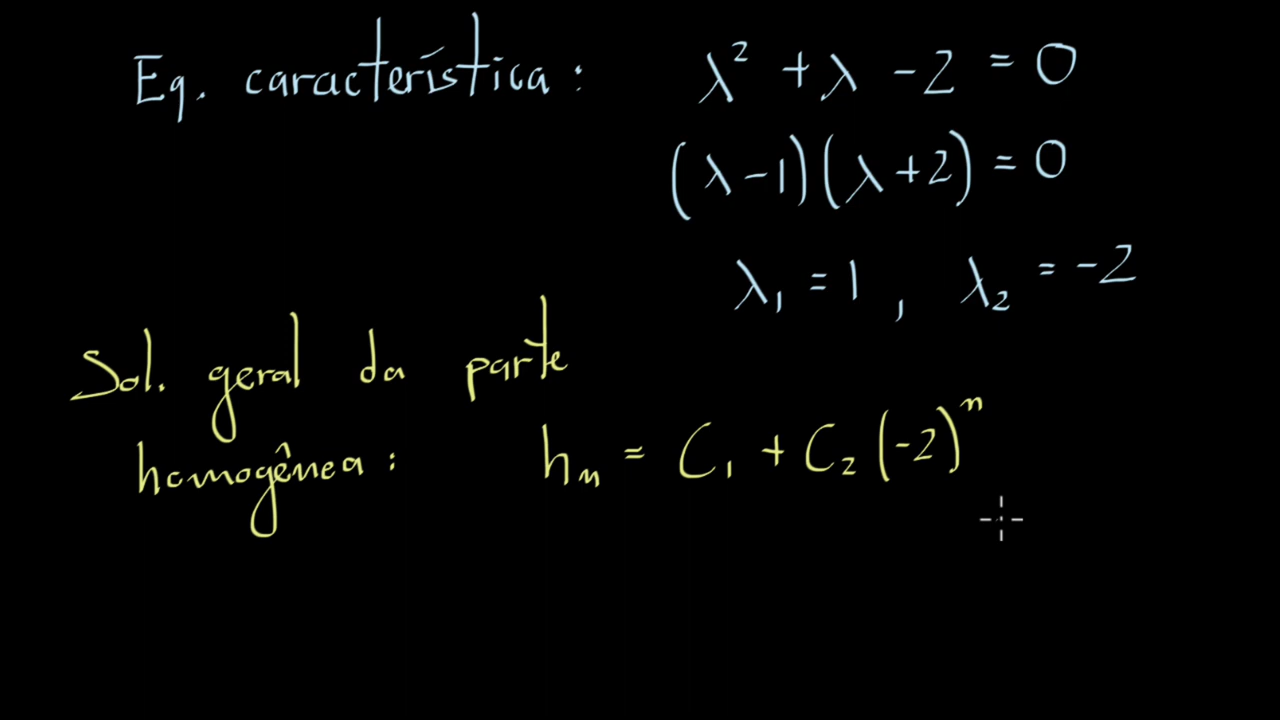 Eq. característica: λ² + λ - 2 = 0
(λ-1)(λ+2) = 0
λ₁ = 1, λ₂ = -2
Sol. geral da parte
homogênea: hₙ = C₁ + C₂ (-2)ⁿ